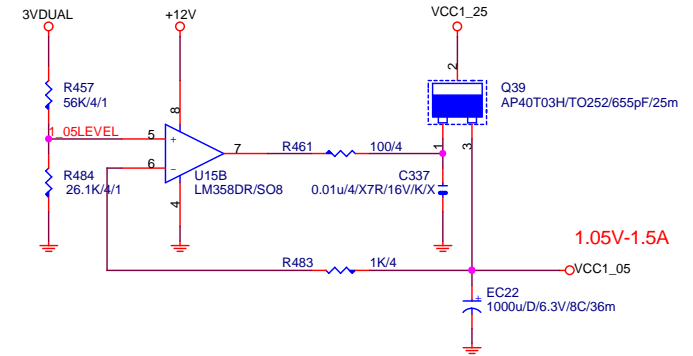 3VDUAL
+12V
VCC1_25
R457
56K/4/1
1_05LEVEL
R484
26.1K/4/1
8
5
+
6
-
7
4
U15B
LM358DR/SO8
R461
100/4
C337
0.01u/4/X7R/16V/K/X
2
1
3
Q39
AP40T03H/TO252/655pF/25m
R483
1K/4
1.05V-1.5A
VCC1_05
+
EC22
1000u/D/6.3V/8C/36m